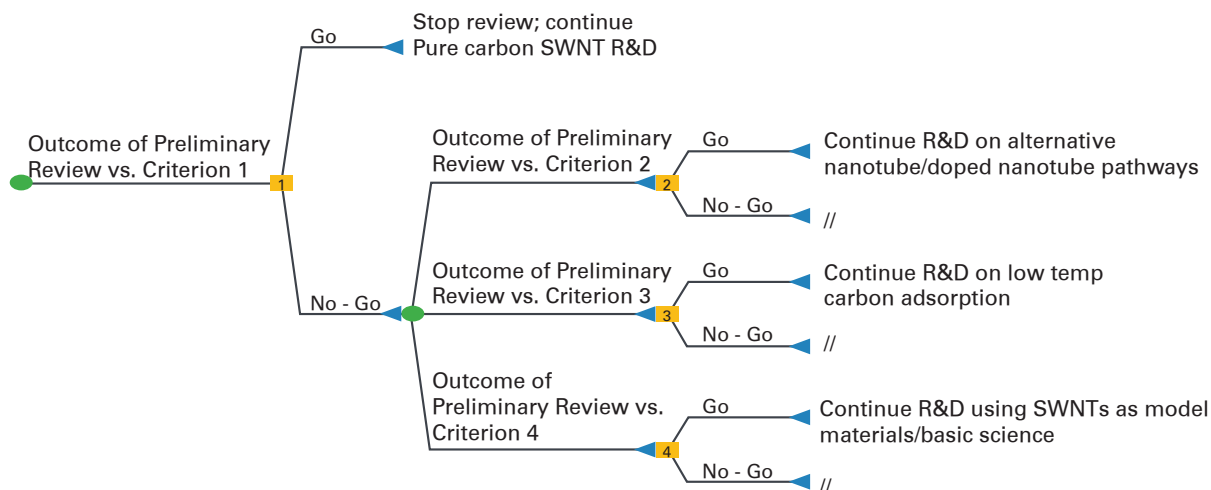 Go
Stop review; continue
Pure carbon SWNT R&D
Outcome of Preliminary
Review vs. Criterion 1
1
No - Go
Outcome of Preliminary
Review vs. Criterion 2
2
Go
Continue R&D on alternative
nanotube/doped nanotube pathways
No - Go
//
Outcome of Preliminary
Review vs. Criterion 3
3
Go
Continue R&D on low temp
carbon adsorption
No - Go
//
Outcome of
Preliminary Review vs.
Criterion 4
4
Go
Continue R&D using SWNTs as model
materials/basic science
No - Go
//